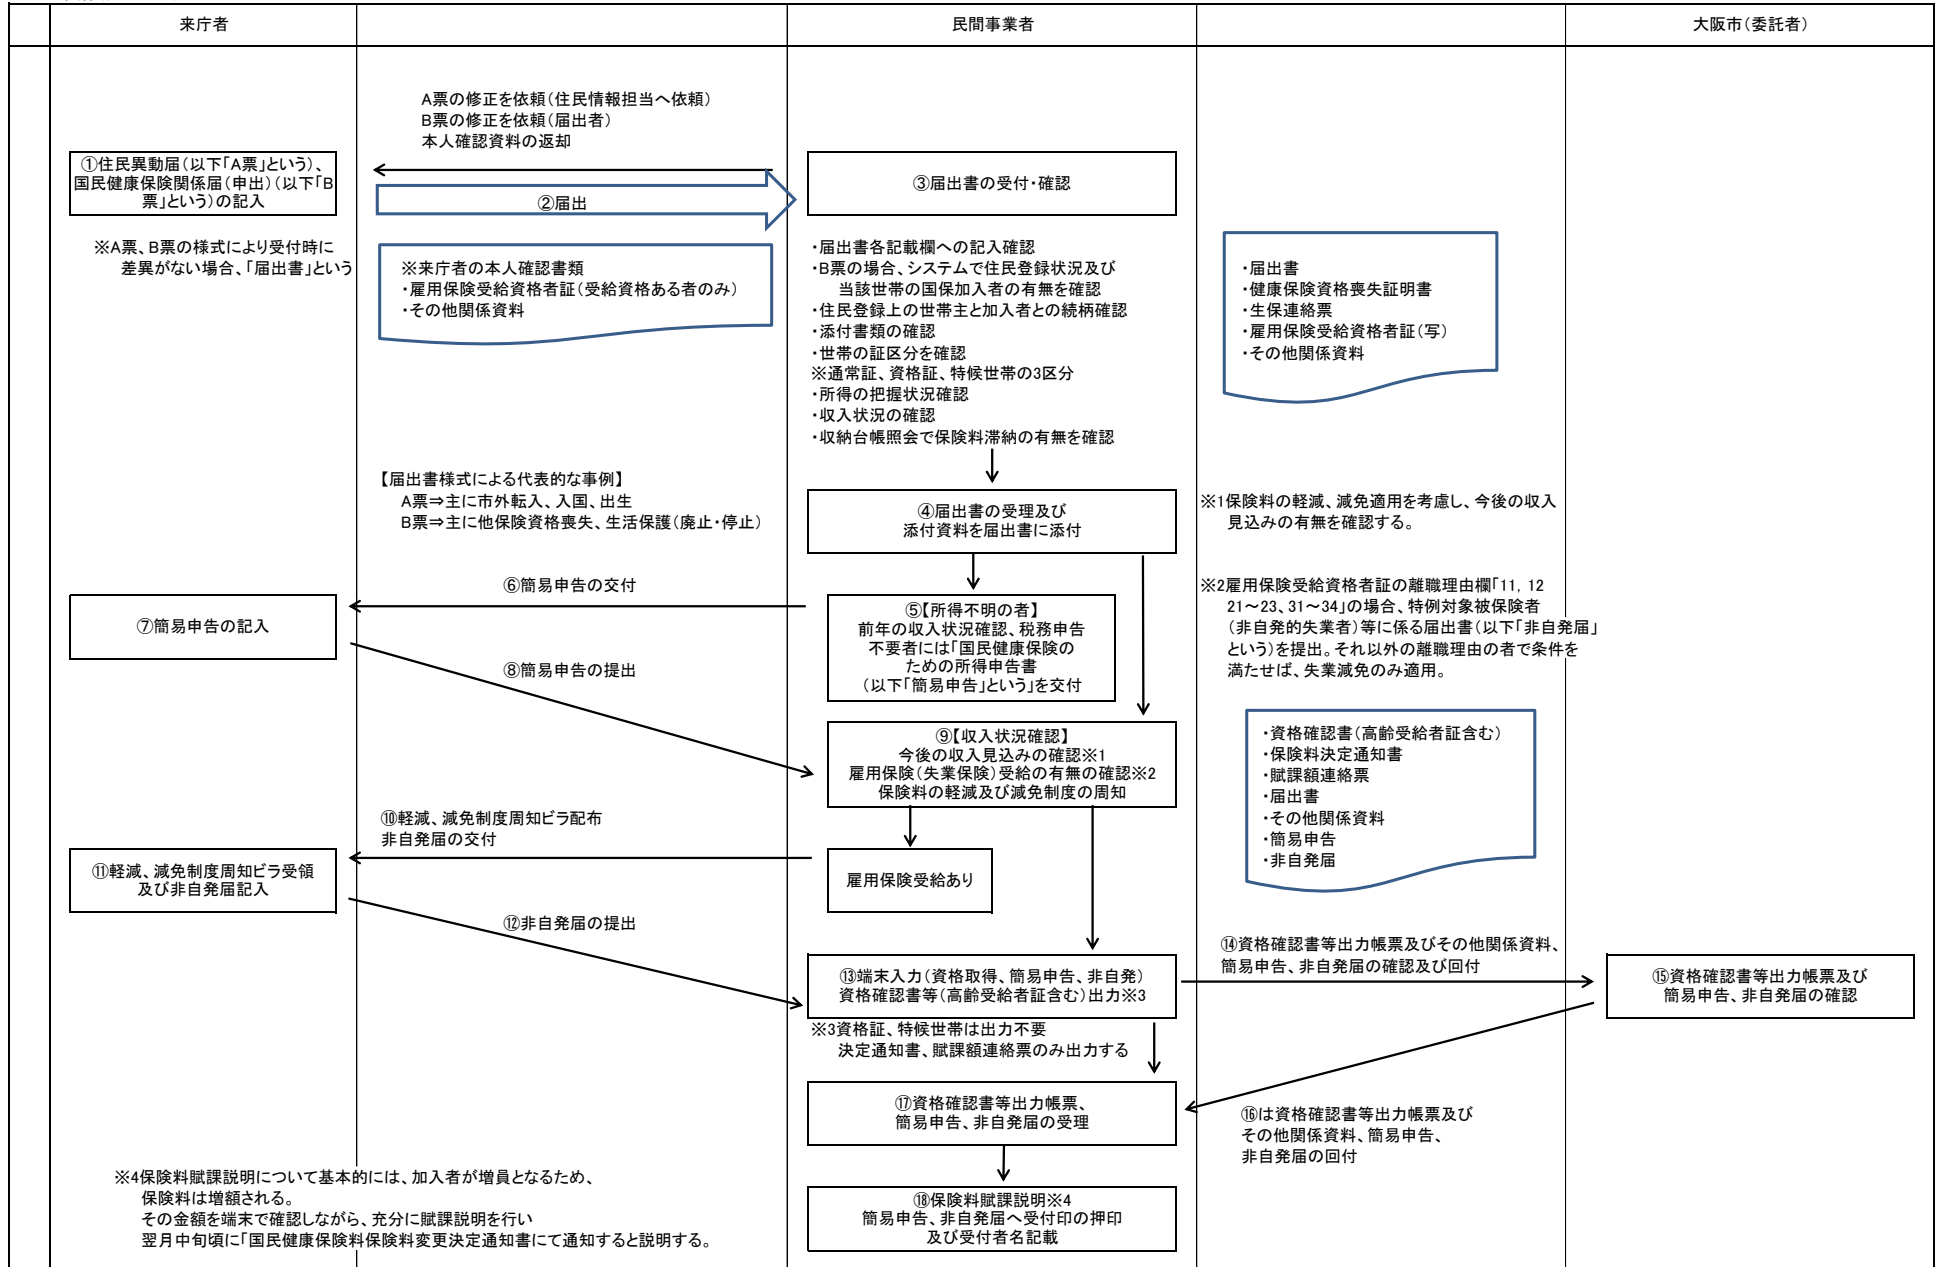 来庁者
民間事業者
大阪市(委託者)
A票の修正を依頼(住民情報担当へ依頼)
B票の修正を依頼(届出者)
本人確認資料の返却
①住民異動届(以下「A票」という)、
国民健康保険関係届(申出)(以下「B
票」という)の記入
②届出
③届出書の受付・確認
※A票、B票の様式により受付時に
差異がない場合、「届出書」という
※来庁者の本人確認書類
・雇用保険受給資格者証(受給資格ある者のみ)
・その他関係資料
・届出書各記載欄への記入確認
・B票の場合、システムで住民登録状況及び
当該世帯の国保加入者の有無を確認
・住民登録上の世帯主と加入者との続柄確認
・添付書類の確認
・世帯の証区分を確認
※通常証、資格証、特候世帯の3区分
・所得の把握状況確認
・収入状況の確認
・収納台帳照会で保険料滞納の有無を確認
・届出書
・健康保険資格喪失証明書
・生保連絡票
・雇用保険受給資格者証(写)
・その他関係資料
【届出書様式による代表的な事例】
A票⇒主に市外転入、入国、出生
B票⇒主に他保険資格喪失、生活保護(廃止・停止)
④届出書の受理及び
添付資料を届出書に添付
※1保険料の軽減、減免適用を考慮し、今後の収入
見込みの有無を確認する。
⑥簡易申告の交付
⑦簡易申告の記入
⑤【所得不明の者】
前年の収入状況確認、税務申告
不要者には「国民健康保険の
ための所得申告書
(以下「簡易申告」という」を交付
※2雇用保険受給資格者証の離職理由欄「11, 12
21~23、31~34」の場合、特例対象被保険者
(非自発的失業者)等に係る届出書(以下「非自発届」
という)を提出。それ以外の離職理由の者で条件を
満たせば、失業減免のみ適用。
⑧簡易申告の提出
⑨【収入状況確認】
今後の収入見込みの確認※1
雇用保険(失業保険)受給の有無の確認※2
保険料の軽減及び減免制度の周知
・資格確認書(高齢受給者証含む)
・保険料決定通知書
・賦課額連絡票
・届出書
・その他関係資料
・簡易申告
・非自発届
⑩軽減、減免制度周知ビラ配布
非自発届の交付
⑪軽減、減免制度周知ビラ受領
及び非自発届記入
雇用保険受給あり
⑫非自発届の提出
⑭資格確認書等出力帳票及びその他関係資料、
簡易申告、非自発届の確認及び回付
⑬端末入力(資格取得、簡易申告、非自発)
資格確認書等(高齢受給者証含む)出力※3
⑮資格確認書等出力帳票及び
簡易申告、非自発届の確認
※3資格証、特候世帯は出力不要
決定通知書、賦課額連絡票のみ出力する
⑰資格確認書等出力帳票、
簡易申告、非自発届の受理
⑯は資格確認書等出力帳票及び
その他関係資料、簡易申告、
非自発届の回付
※4保険料賦課説明について基本的には、加入者が増員となるため、
保険料は増額される。
その金額を端末で確認しながら、充分に賦課説明を行い
翌月中旬頃に「国民健康保険料保険料変更決定通知書にて通知すると説明する。
⑱保険料賦課説明※4
簡易申告、非自発届へ受付印の押印
及び受付者名記載